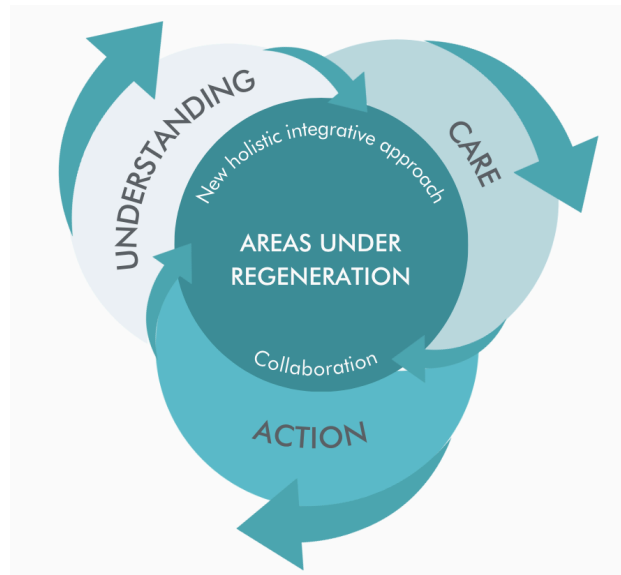 UNDERSTANDING
CARE
New holistic integrative approach
AREAS UNDER
REGENERATION
Collaboration
ACTION